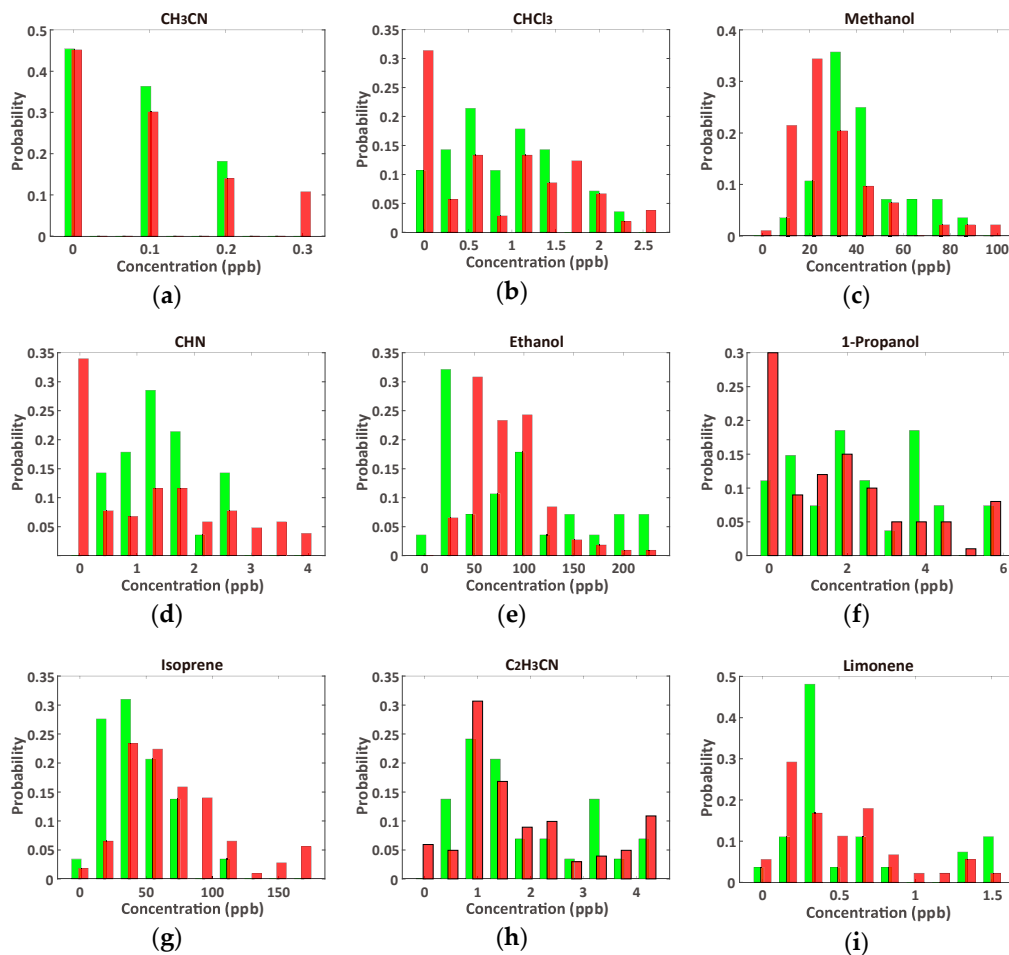 CH3CN
0.5
0.4
0.3
0.2
0.1
0
Probability
0 0.1 0.2 0.3
Concentration (ppb)
(a)
CHCl3
0.35
0.3
0.25
0.2
0.15
0.1
0.05
0
Probability
0 0.5 1 1.5 2 2.5
Concentration (ppb)
(b)
Methanol
0.4
0.3
0.2
0.1
0
Probability
0 20 40 60 80 100
Concentration (ppb)
(c)
CHN
0.35
0.3
0.25
0.2
0.15
0.1
0.05
Probability
0 1 2 3 4
Concentration (ppb)
(d)
Ethanol
0.35
0.3
0.25
0.2
0.15
0.1
0.05
0
Probability
0 50 100 150 200
Concentration (ppb)
(e)
1-Propanol
0.3
0.25
0.2
0.15
0.1
0.05
0
Probability
0 2 4 6
Concentration (ppb)
(f)
Isoprene
0.35
0.3
0.25
0.2
0.15
0.1
0.05
0
Probability
0 50 100 150
Concentration (ppb)
(g)
C2H3CN
0.35
0.3
0.25
0.2
0.15
0.1
0.05
0
Probability
0 1 2 3 4
Concentration (ppb)
(h)
Limonene
0.5
0.4
0.3
0.2
0.1
0
Probability
0 0.5 1 1.5
Concentration (ppb)
(i)